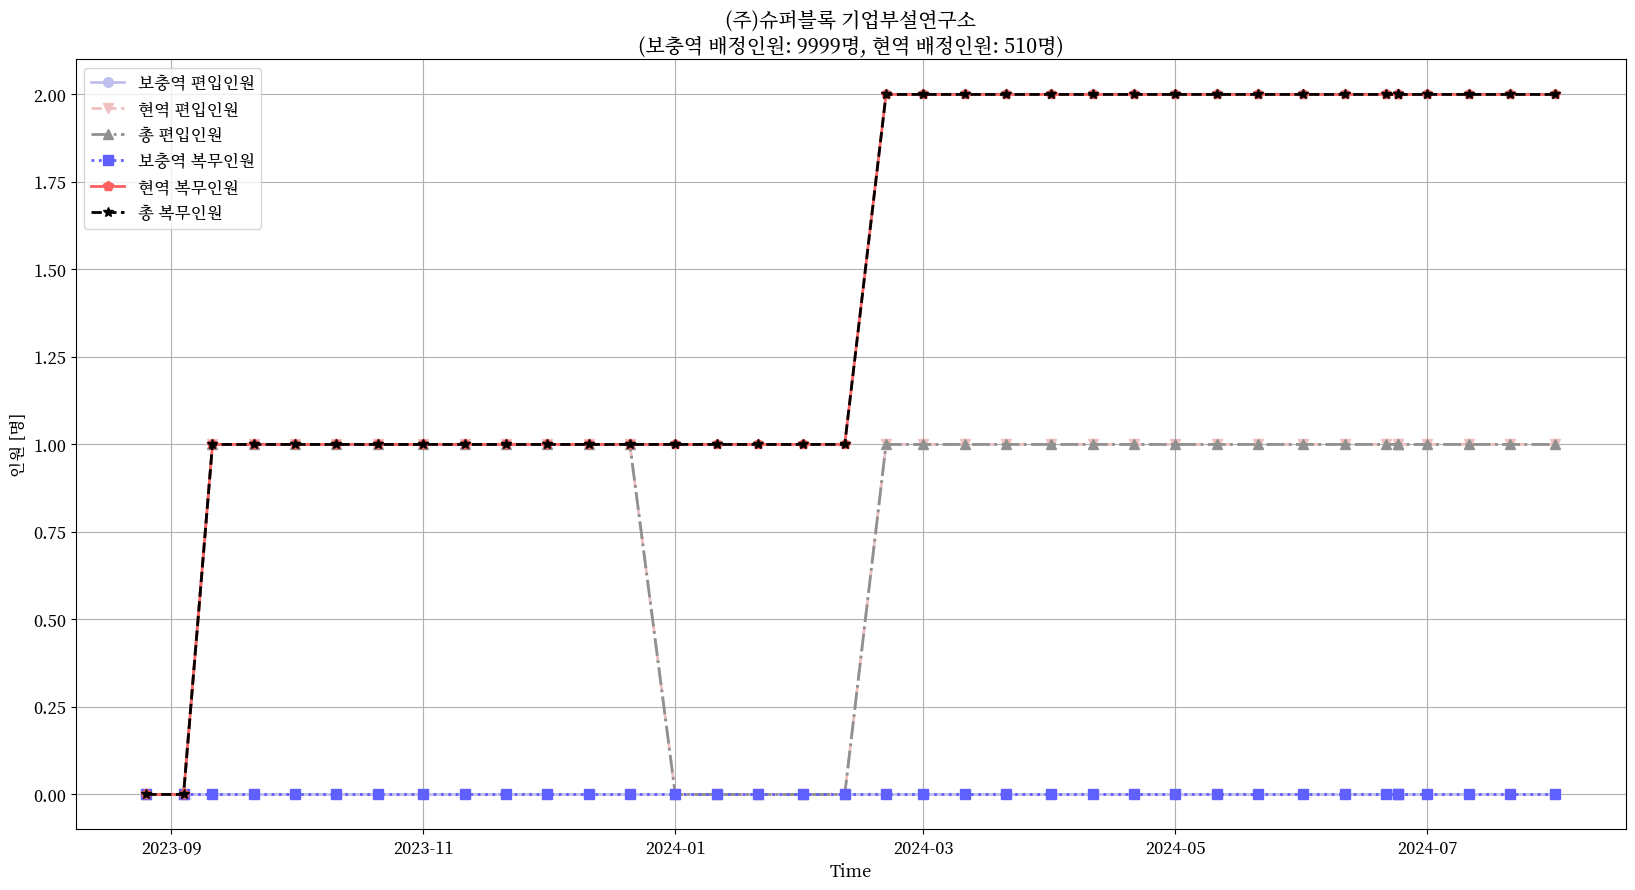 (주)슈퍼블록 기업부설연구소
(보충역 배정인원: 9999명, 현역 배정인원: 510명)
보충역 편입인원
현역 편입인원
총 편입인원
보충역 복무인원
현역 복무인원
총 복무인원
인원 [명]
2.00
1.75
1.50
1.25
1.00
0.75
0.50
0.25
0.00
2023-09 2023-11 2024-01 2024-03 2024-05 2024-07
Time